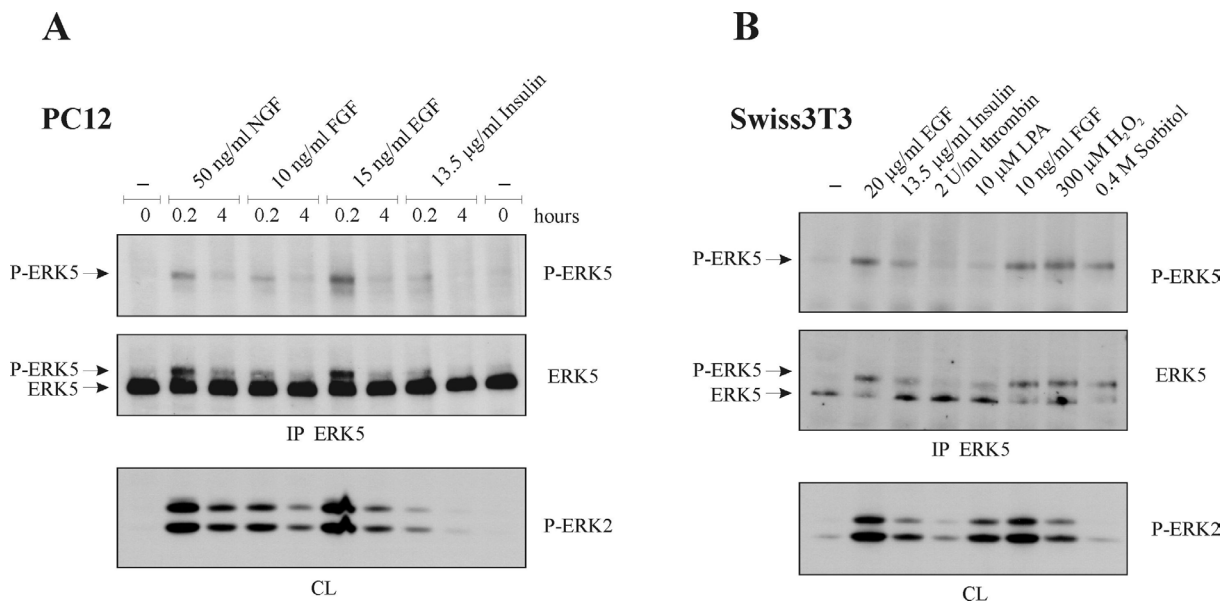 A
PC12
–
50 ng/ml NGF
10 ng/ml FGF
15 ng/ml EGF
13.5 µg/ml Insulin
–
0 0.2 4 0.2 4 0.2 4 0.2 4 0 hours
P-ERK5 P-ERK5
P-ERK5
ERK5 ERK5
IP ERK5
P-ERK2
CL
B
Swiss3T3
–
20 µg/ml EGF
13.5 µg/ml Insulin
2 U/ml thrombin
10 µM LPA
10 ng/ml FGF
300 µM H₂O₂
0.4 M Sorbitol
P-ERK5 P-ERK5
P-ERK5 ERK5
ERK5
IP ERK5
P-ERK2
CL